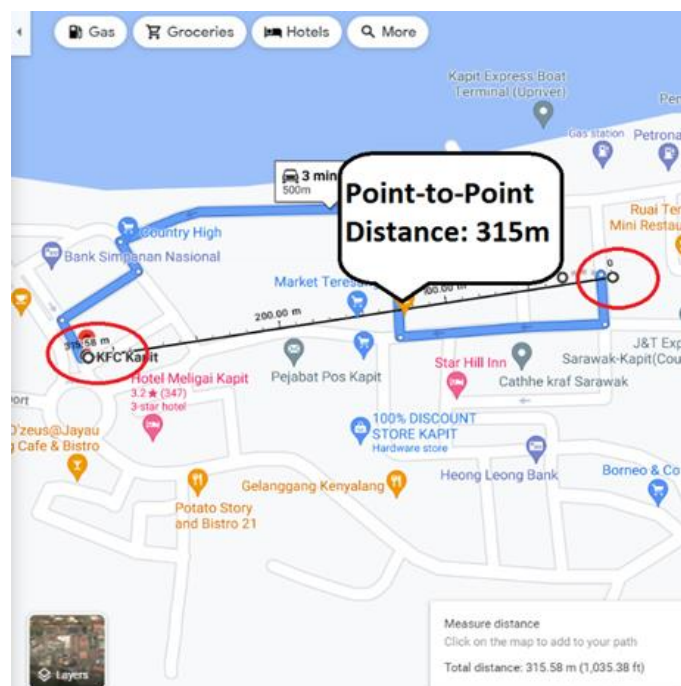 Gas
Groceries
Hotels
More
Kapit Express Boat
Terminal (Upriver)
Gas station
Petrona
3 min
500m
Point-to-Point
Distance: 315m
Ruai Ter
Mini Restau
Country High
Bank Simpanan Nasional
Market Teresang
0
100.00 m
200.00 m
315.58 m
KFC Kapit
Hotel Meligai Kapit
3.2 ★ (347)
3-star hotel
Pejabat Pos Kapit
Star Hill Inn
J&T Exp
Sarawak-Kapit(Cou
Cathhe kraf Sarawak
ort
O'zeus@Jayau
g Cafe & Bistro
100% DISCOUNT
STORE KAPIT
Hardware store
Heong Leong Bank
Borneo & Co
Gelanggang Kenyalang
Potato Story
and Bistro 21
Layers
Measure distance
Click on the map to add to your path
Total distance: 315.58 m (1,035.38 ft)